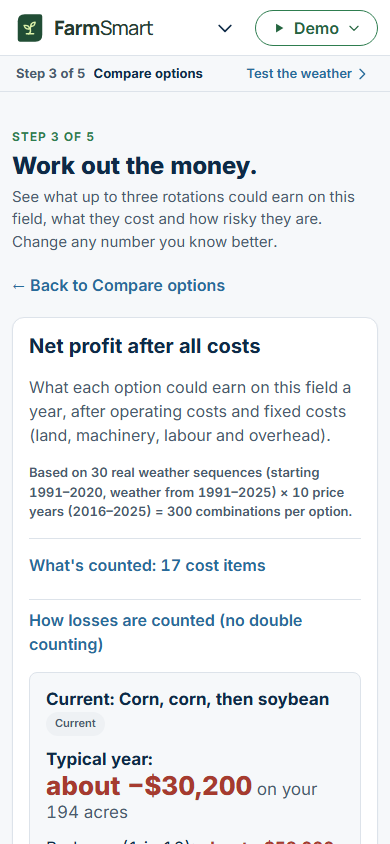 FarmSmart
Demo
Step 3 of 5 Compare options
Test the weather
STEP 3 OF 5
Work out the money.
See what up to three rotations could earn on this
field, what they cost and how risky they are.
Change any number you know better.
← Back to Compare options
Net profit after all costs
What each option could earn on this field a
year, after operating costs and fixed costs
(land, machinery, labour and overhead).
Based on 30 real weather sequences (starting
1991–2020, weather from 1991–2025) × 10 price
years (2016–2025) = 300 combinations per option.
What's counted: 17 cost items
How losses are counted (no double
counting)
Current: Corn, corn, then soybean
Current
Typical year:
about −$30,200 on your
194 acres